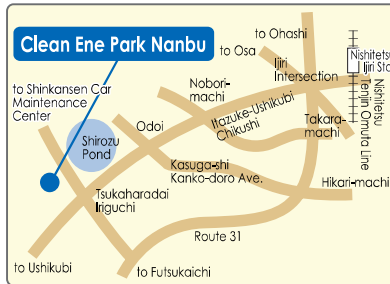 Clean Ene Park Nanbu
to Ohashi
to Osa
Nishitetsu
Ijiri Sta
Ijiri
Intersection
Nishitetsu
Tenjin Omuta Line
to Shinkansen Car
Maintenance
Center
Nobori-
machi
Itazuke-Ushikubi
Chikushi
Takara-
machi
Odoi
Shirozu
Pond
Kasuga-shi
Kanko-doro Ave.
Hikari-machi
Tsukaharadai
Iriguchi
Route 31
to Ushikubi
to Futsukaichi